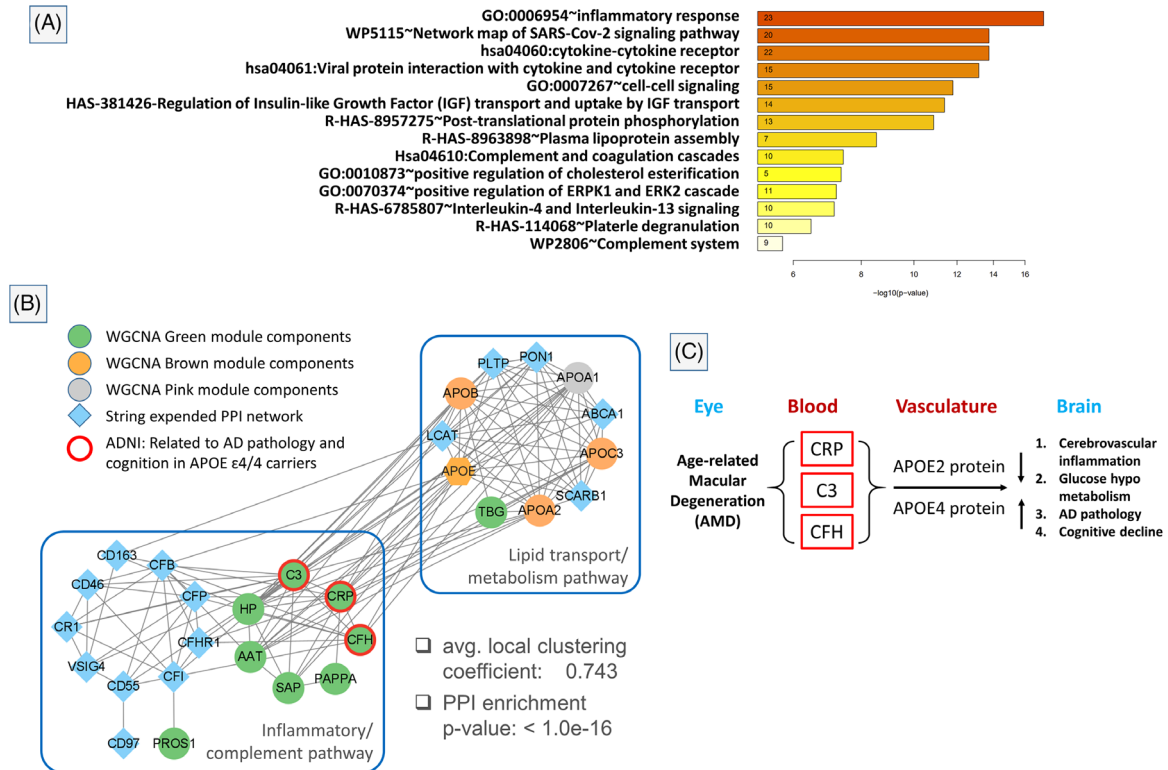 (A)
GO:0006954~inflammatory response
23
WP5115~Network map of SARS-Cov-2 signaling pathway
20
hsa04060:cytokine-cytokine receptor
22
hsa04061:Viral protein interaction with cytokine and cytokine receptor
15
GO:0007267~cell-cell signaling
15
HAS-381426-Regulation of Insulin-like Growth Factor (IGF) transport and uptake by IGF transport
14
R-HAS-8957275~Post-translational protein phosphorylation
13
R-HAS-8963898~Plasma lipoprotein assembly
7
Hsa04610:Complement and coagulation cascades
10
GO:0010873~positive regulation of cholesterol esterification
5
GO:0070374~positive regulation of ERPK1 and ERK2 cascade
11
R-HAS-6785807~Interleukin-4 and Interleukin-13 signaling
10
R-HAS-114068~Platerle degranulation
10
WP2806~Complement system
9
6 8 10 12 14 16
−log10(p−value)
(B)
WGCNA Green module components
WGCNA Brown module components
WGCNA Pink module components
String expended PPI network
ADNI: Related to AD pathology and
cognition in APOE ε4/4 carriers
PLTP
PON1
APOA1
APOB
ABCA1
LCAT
APOC3
APOE
SCARB1
TBG
APOA2
Lipid transport/
metabolism pathway
CD163
CFB
CD46
C3
CFP
CRP
HP
CR1
CFHR1
CFH
VSIG4
AAT
CD55
CFI
SAP
PAPPA
CD97
PROS1
Inflammatory/
complement pathway
avg. local clustering
coefficient: 0.743
PPI enrichment
p-value: < 1.0e-16
(C)
Eye
Blood
Vasculature
Brain
Age-related
Macular
Degeneration
(AMD)
CRP
C3
CFH
APOE2 protein
APOE4 protein
1. Cerebrovascular
inflammation
2. Glucose hypo
metabolism
3. AD pathology
4. Cognitive decline